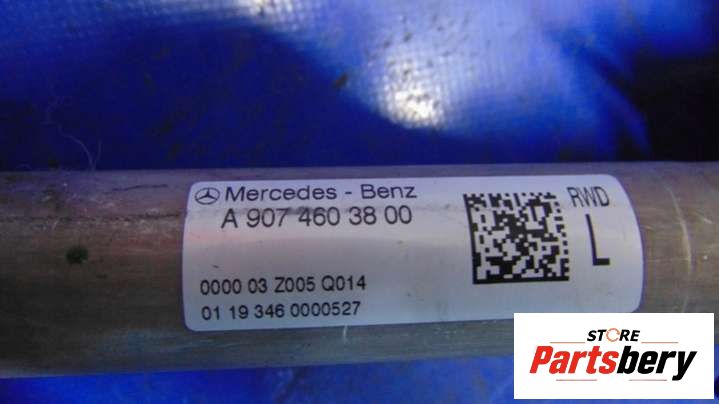 Mercedes - Benz
A 907 460 38 00
RWD
L
0000 03 Z005 Q014
01 19 346 0000527
STORE
Partsbery